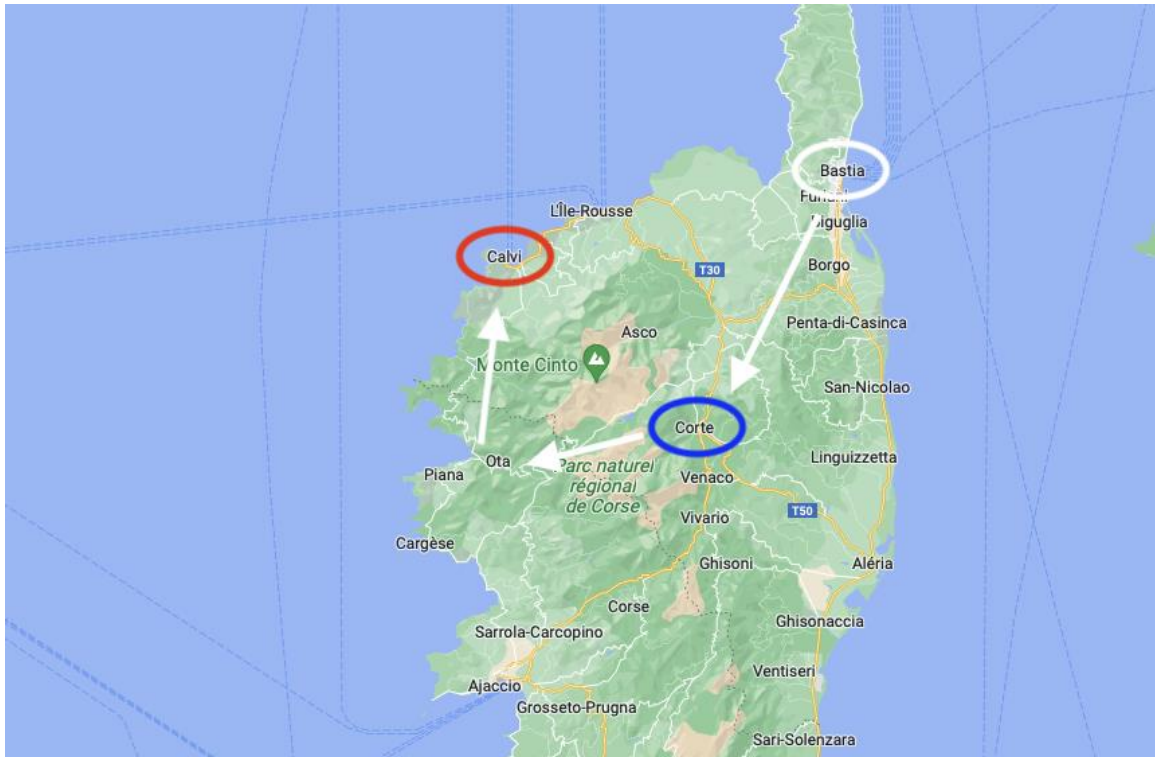 Bastia
Furiani
Biguglia
L'Île-Rousse
Calvi
Borgo
T30
Penta-di-Casinca
Asco
Monte Cinto
San-Nicolao
Corte
Linguizzetta
Ota
Piana
Parc naturel
régional
de Corse
Venaco
T50
Vivario
Cargèse
Ghisoni
Aléria
Corse
Ghisonaccia
Sarrola-Carcopino
Ventiseri
Ajaccio
Grosseto-Prugna
Sari-Solenzara